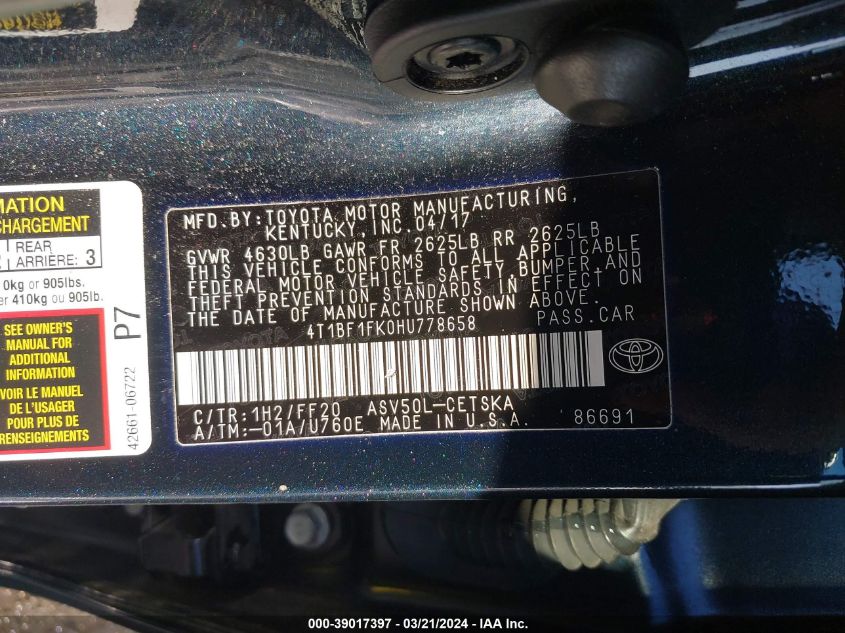 MATION
CHARGEMENT
REAR
ARRIÈRE: 3
0kg or 905lbs.
er 410kg ou 905lb.
SEE OWNER'S
MANUAL FOR
ADDITIONAL
INFORMATION
VOIR LE MANUEL
DE L'USAGER
POUR PLUS DE
RENSEIGNEMENTS
P7
42661-06722
MFD.BY:TOYOTA MOTOR MANUFACTURING,
KENTUCKY,INC.04/17
GVWR 4630LB GAWR FR 2625LB RR 2625LB
THIS VEHICLE CONFORMS TO ALL APPLICABLE
FEDERAL MOTOR VEHICLE SAFETY,BUMPER,AND
THEFT PREVENTION STANDARDS IN EFFECT ON
THE DATE OF MANUFACTURE SHOWN ABOVE.
4T1BF1FK0HU778658 PASS.CAR
C/TR:1H2/FF20 ASV50L-CETSKA
A/TM:-01A/U760E MADE IN U.S.A. 86691
000-39017397 - 03/21/2024 - IAA Inc.